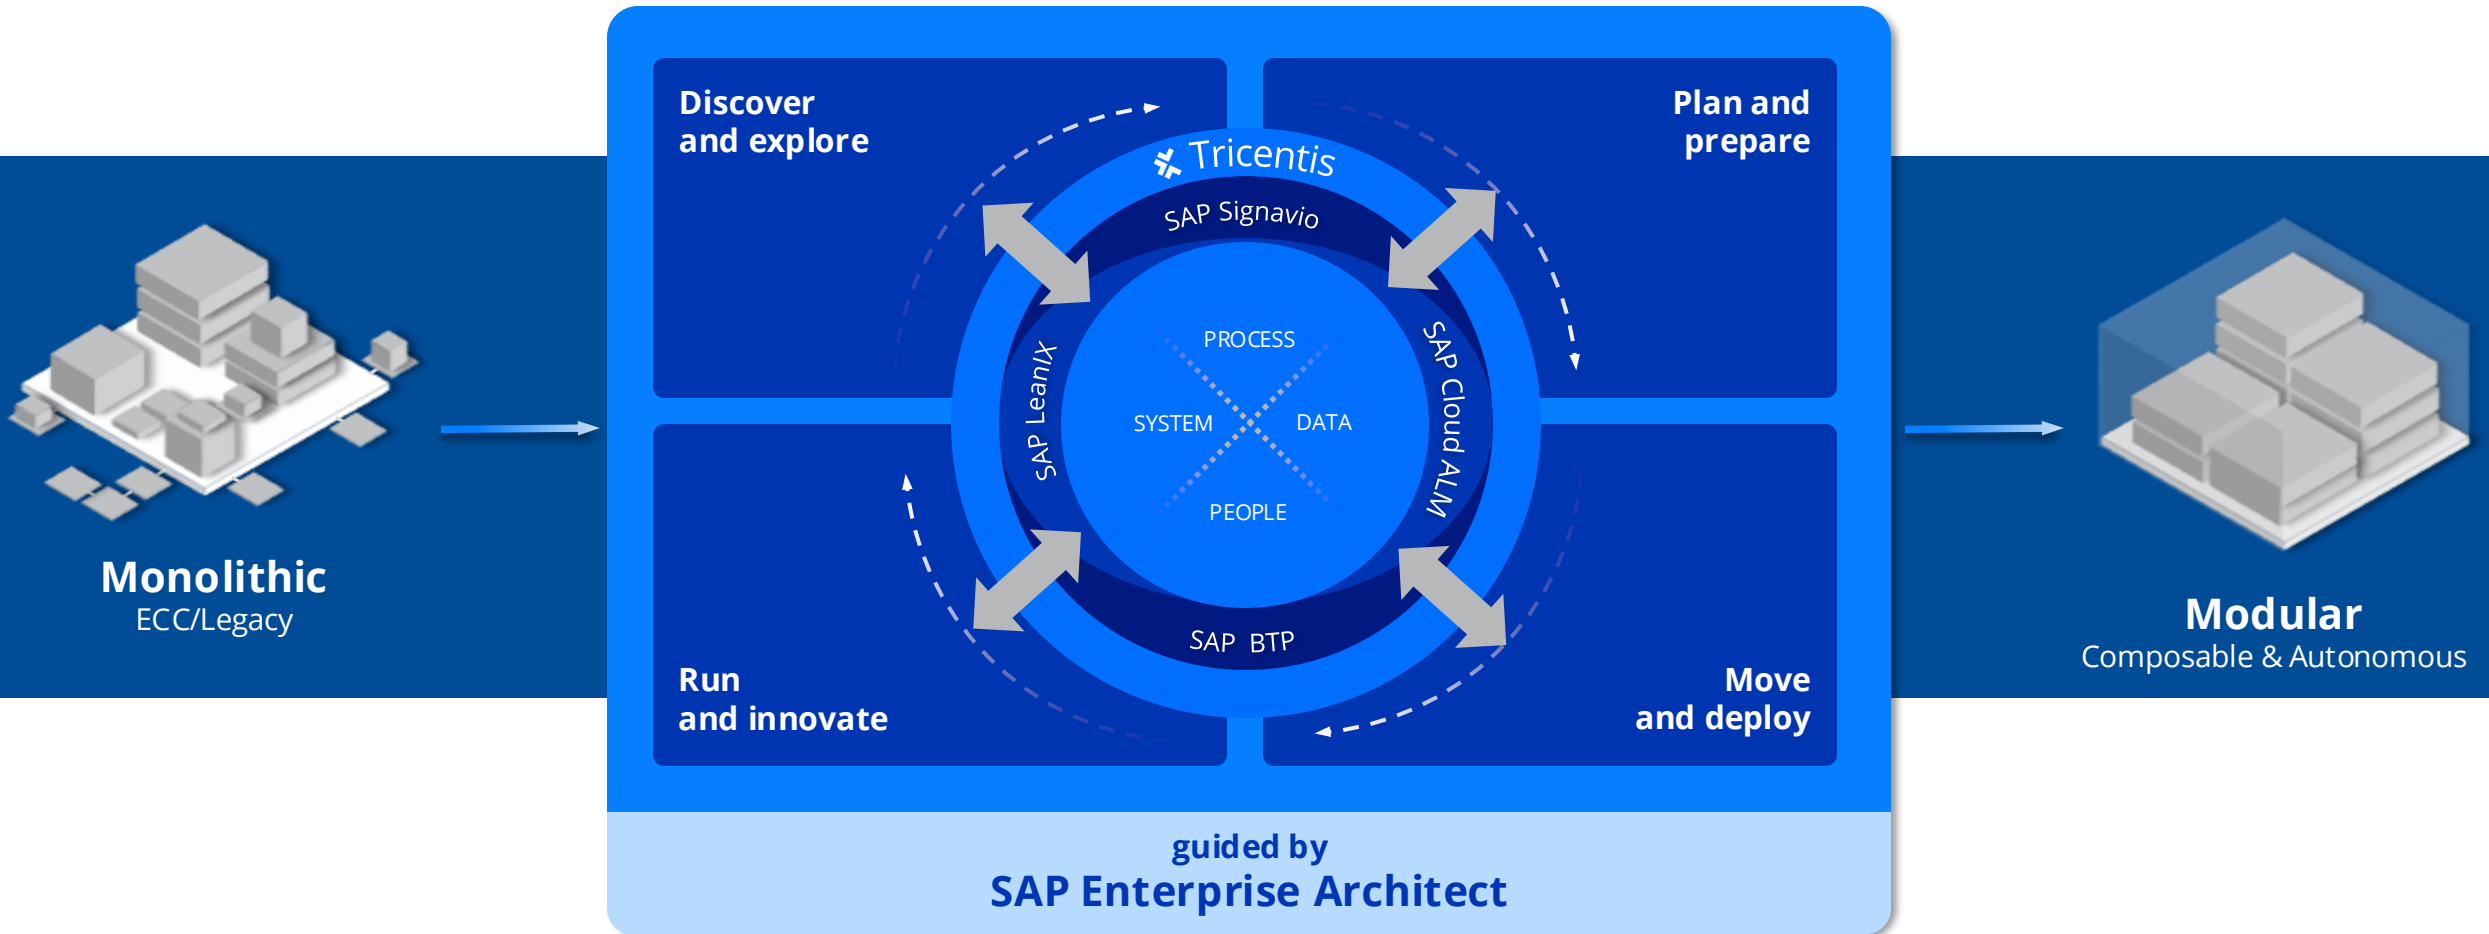 Discover
and explore
Plan and
prepare
Tricentis
SAP Signavio
SAP LeanIX
SAP Cloud ALM
SAP BTP
PROCESS
SYSTEM
DATA
PEOPLE
Monolithic
ECC/Legacy
Modular
Composable & Autonomous
Run
and innovate
Move
and deploy
guided by
SAP Enterprise Architect